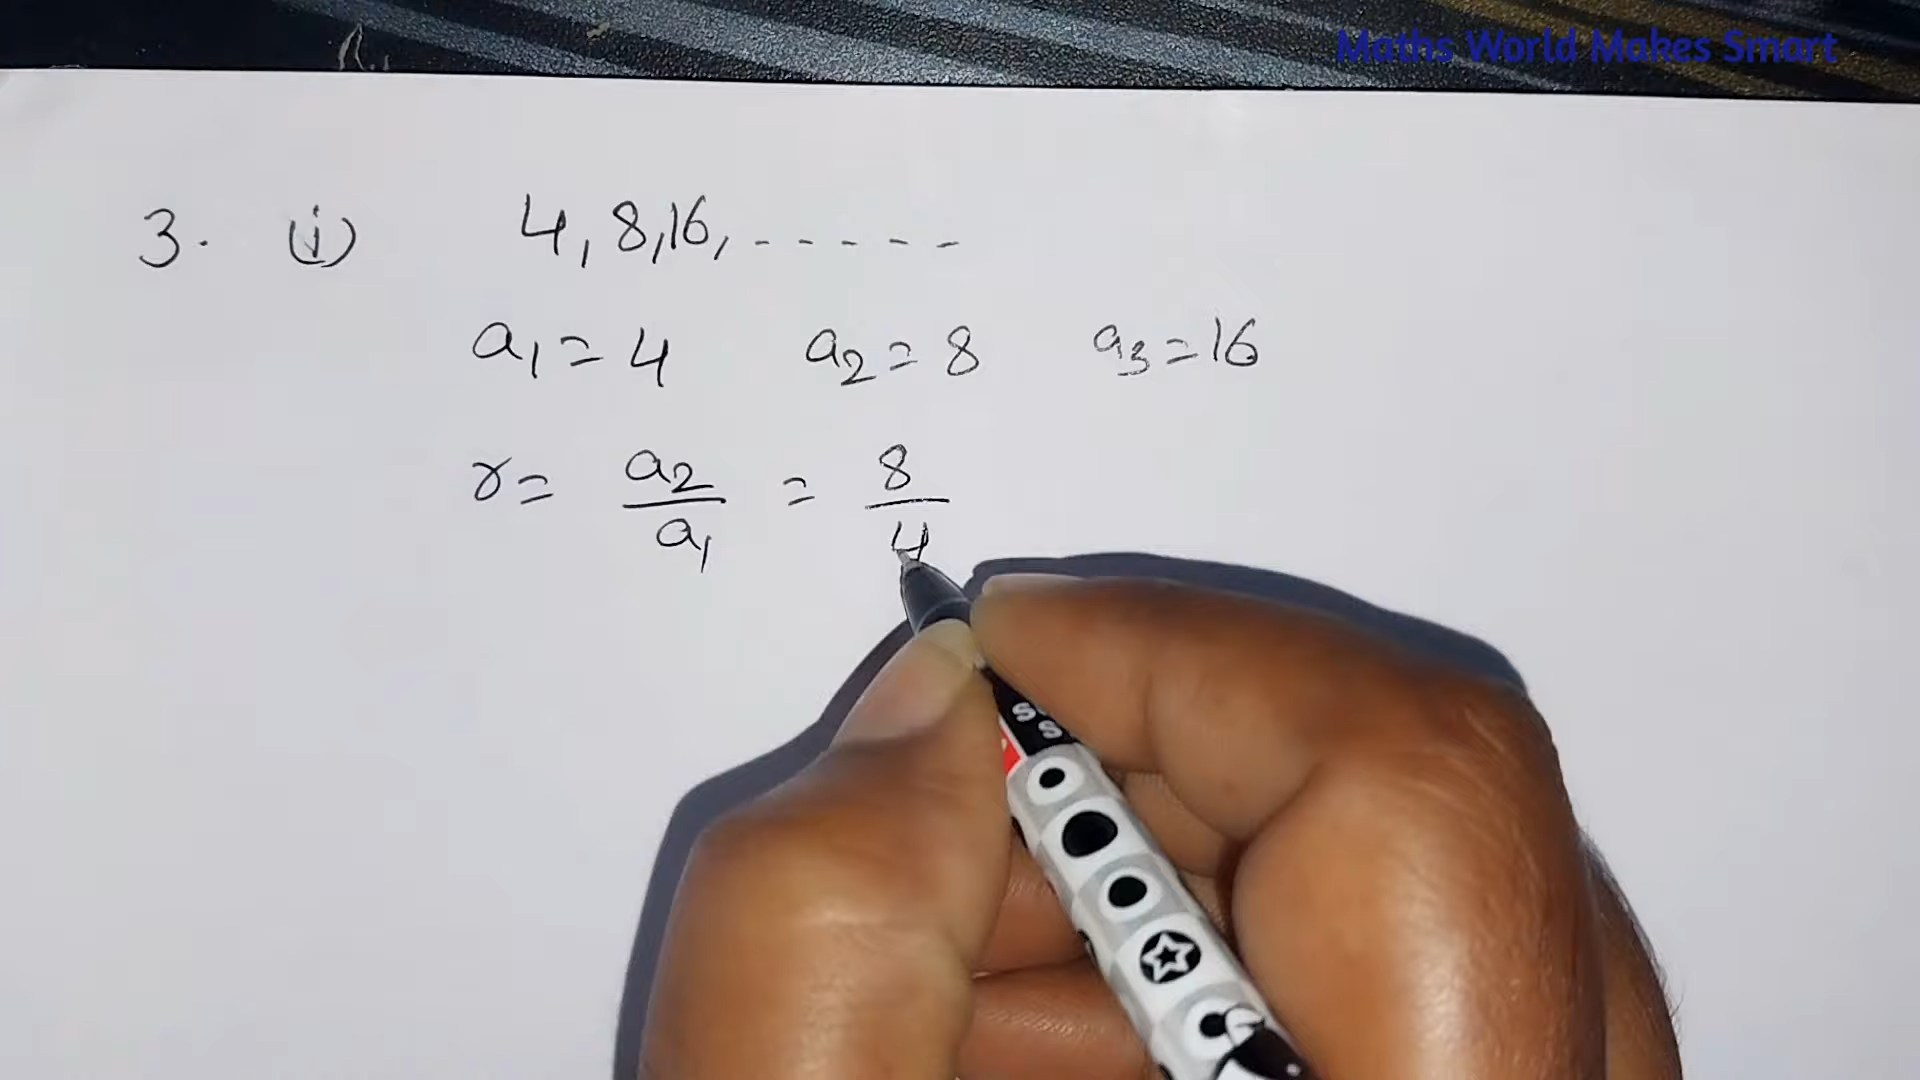 Maths World Makes Smart
3. (i) 4, 8, 16, - - - - -
a₁ = 4 a₂ = 8 a₃ = 16
r = a₂/a₁ = 8/4